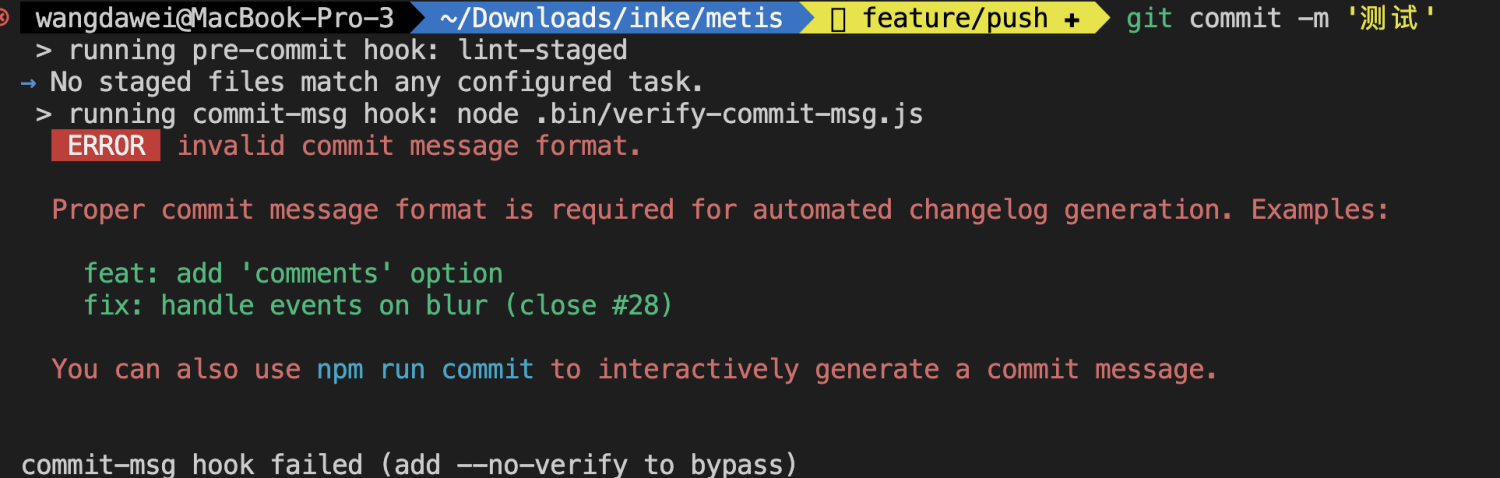 wangdawei@MacBook-Pro-3 ~/Downloads/inke/metis feature/push + git commit -m '测试'
> running pre-commit hook: lint-staged
→ No staged files match any configured task.
> running commit-msg hook: node .bin/verify-commit-msg.js
ERROR invalid commit message format.
Proper commit message format is required for automated changelog generation. Examples:
feat: add 'comments' option
fix: handle events on blur (close #28)
You can also use npm run commit to interactively generate a commit message.
commit-msg hook failed (add --no-verify to bypass)